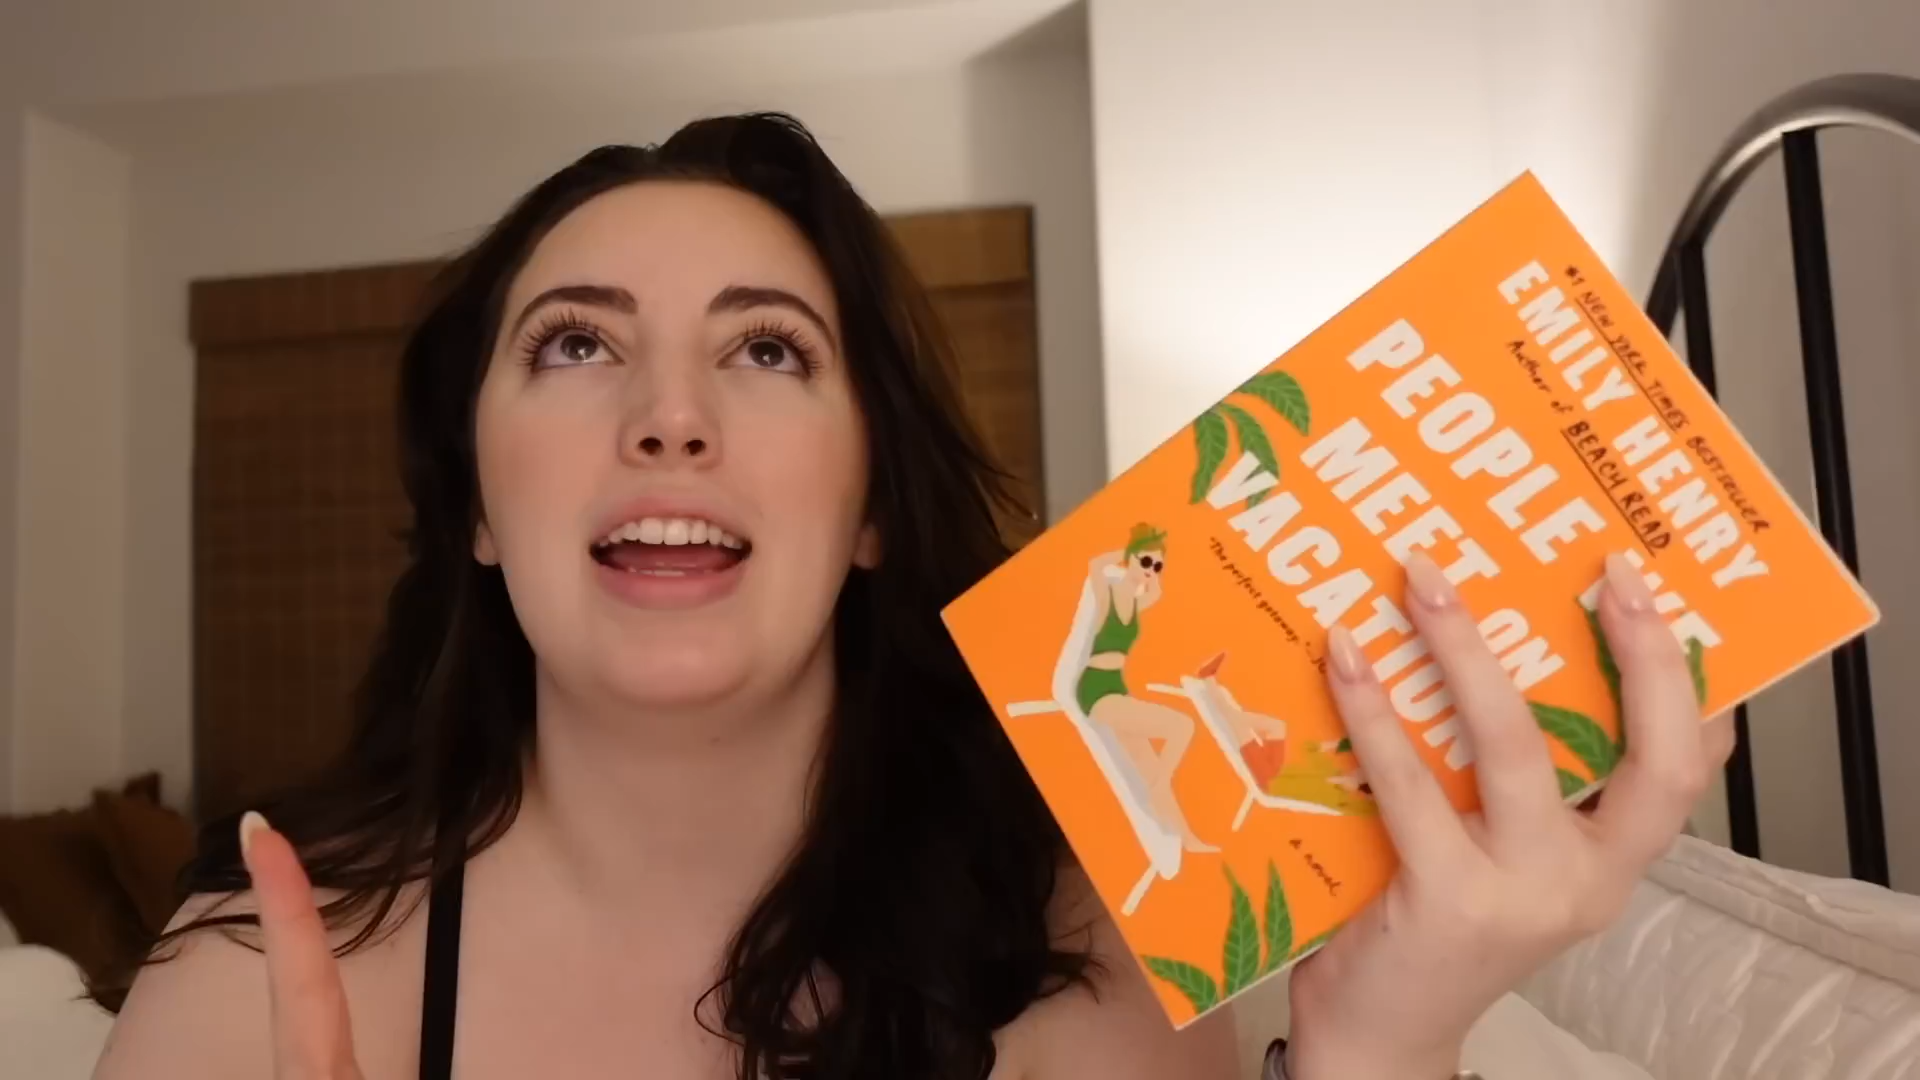 #1 NEW YORK TIMES BESTSELLER
EMILY HENRY
Author of BEACH READ
PEOPLE WE
MEET ON
VACATION
"The perfect getaway."
a novel